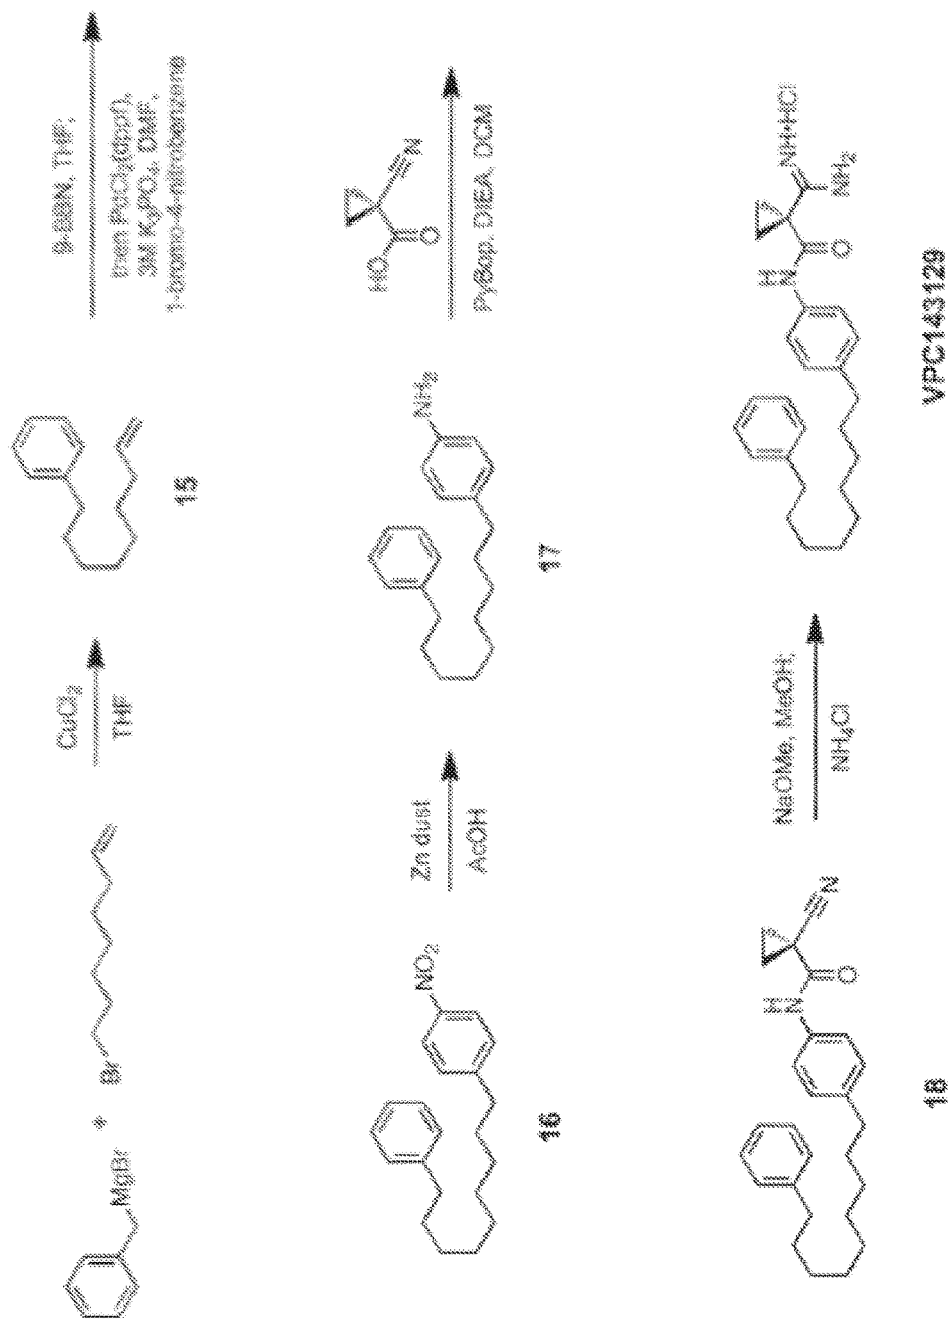 MgBr
+
Br
CuCl2
THF
15
9-BBN, THF;
then PdCl2(dppf),
3M K3PO4, DMF,
1-bromo-4-nitrobenzene
NO2
16
Zn dust
AcOH
NH2
17
HO
O
N
PyBop, DIEA, DCM
H
N
O
N
18
NaOMe, MeOH;
NH4Cl
H
N
O
NH•HCl
NH2
VPC143129